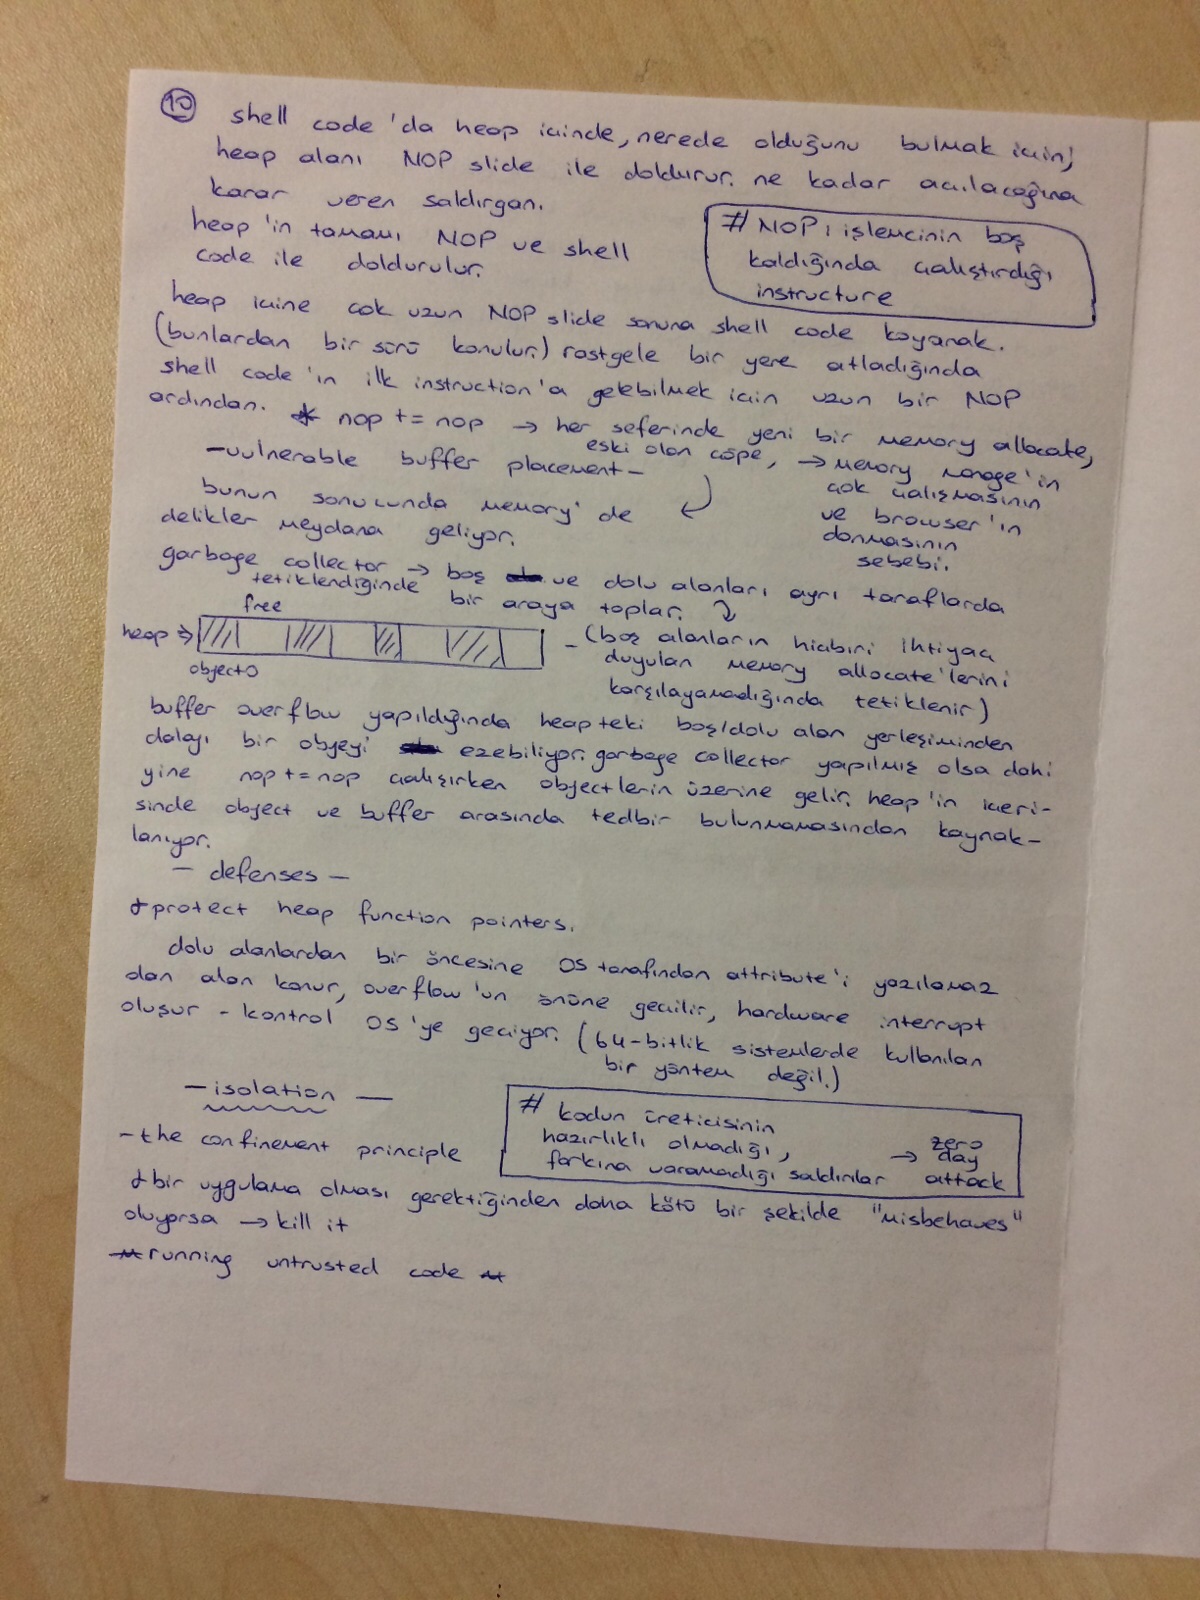 10
shell code'da heap içinde, nerede olduğunu bulmak için;
heap alanı NOP slide ile doldurur. ne kadar açılacağına
karar veren saldırgan.
heap'in tamamı NOP ve shell
code ile doldurulur.
# NOP: işlemcinin boş
kaldığında çalıştırdığı
instructure
heap içine çok uzun NOP slide sonuna shell code koyarak.
(bunlardan bir sürü konulur.) rastgele bir yere atladığında
shell code'ın ilk instruction'a gelebilmek için uzun bir NOP
ardından. * nop += nop → her seferinde yeni bir memory allocate,
eski olan çöpe, → memory manage'in
çok çalışmasının
ve browser'ın
donmasının
sebebi.
- vulnerable buffer placement -
bunun sonucunda memory'de
delikler meydana geliyor.
garbage collector → boş ve dolu alanları ayrı taraflarda
tetiklendiğinde bir araya toplar.
free
heap →
objects
- (boş alanların hiçbiri ihtiyaç
duyulan memory allocate'lerini
karşılayamadığında tetiklenir)
buffer overflow yapıldığında heapteki boş/dolu alan yerleşiminden
dolayı bir objeyi ezebiliyor. garbage collector yapılmış olsa dahi
yine nop += nop çalışırken objectlerin üzerine gelir. heap'in içeri-
sinde object ve buffer arasında tedbir bulunmamasından kaynak-
lanıyor.
- defenses -
+ protect heap function pointers.
dolu alanlardan bir öncesine OS tarafından attribute'i yazılamaz
olan alan konur, overflow'un önüne geçilir, hardware interrupt
oluşur - kontrol OS'ye geçiyor. (64-bitlik sistemlerde kullanılan
bir yöntem değil.)
- isolation -
# kodun üreticisinin
hazırlıklı olmadığı,
farkına varamadığı saldırılar → zero day attack
- the confinement principle
+ bir uygulama olması gerektiğinden daha kötü bir şekilde "misbehaves"
oluyorsa → kill it
* running untrusted code *